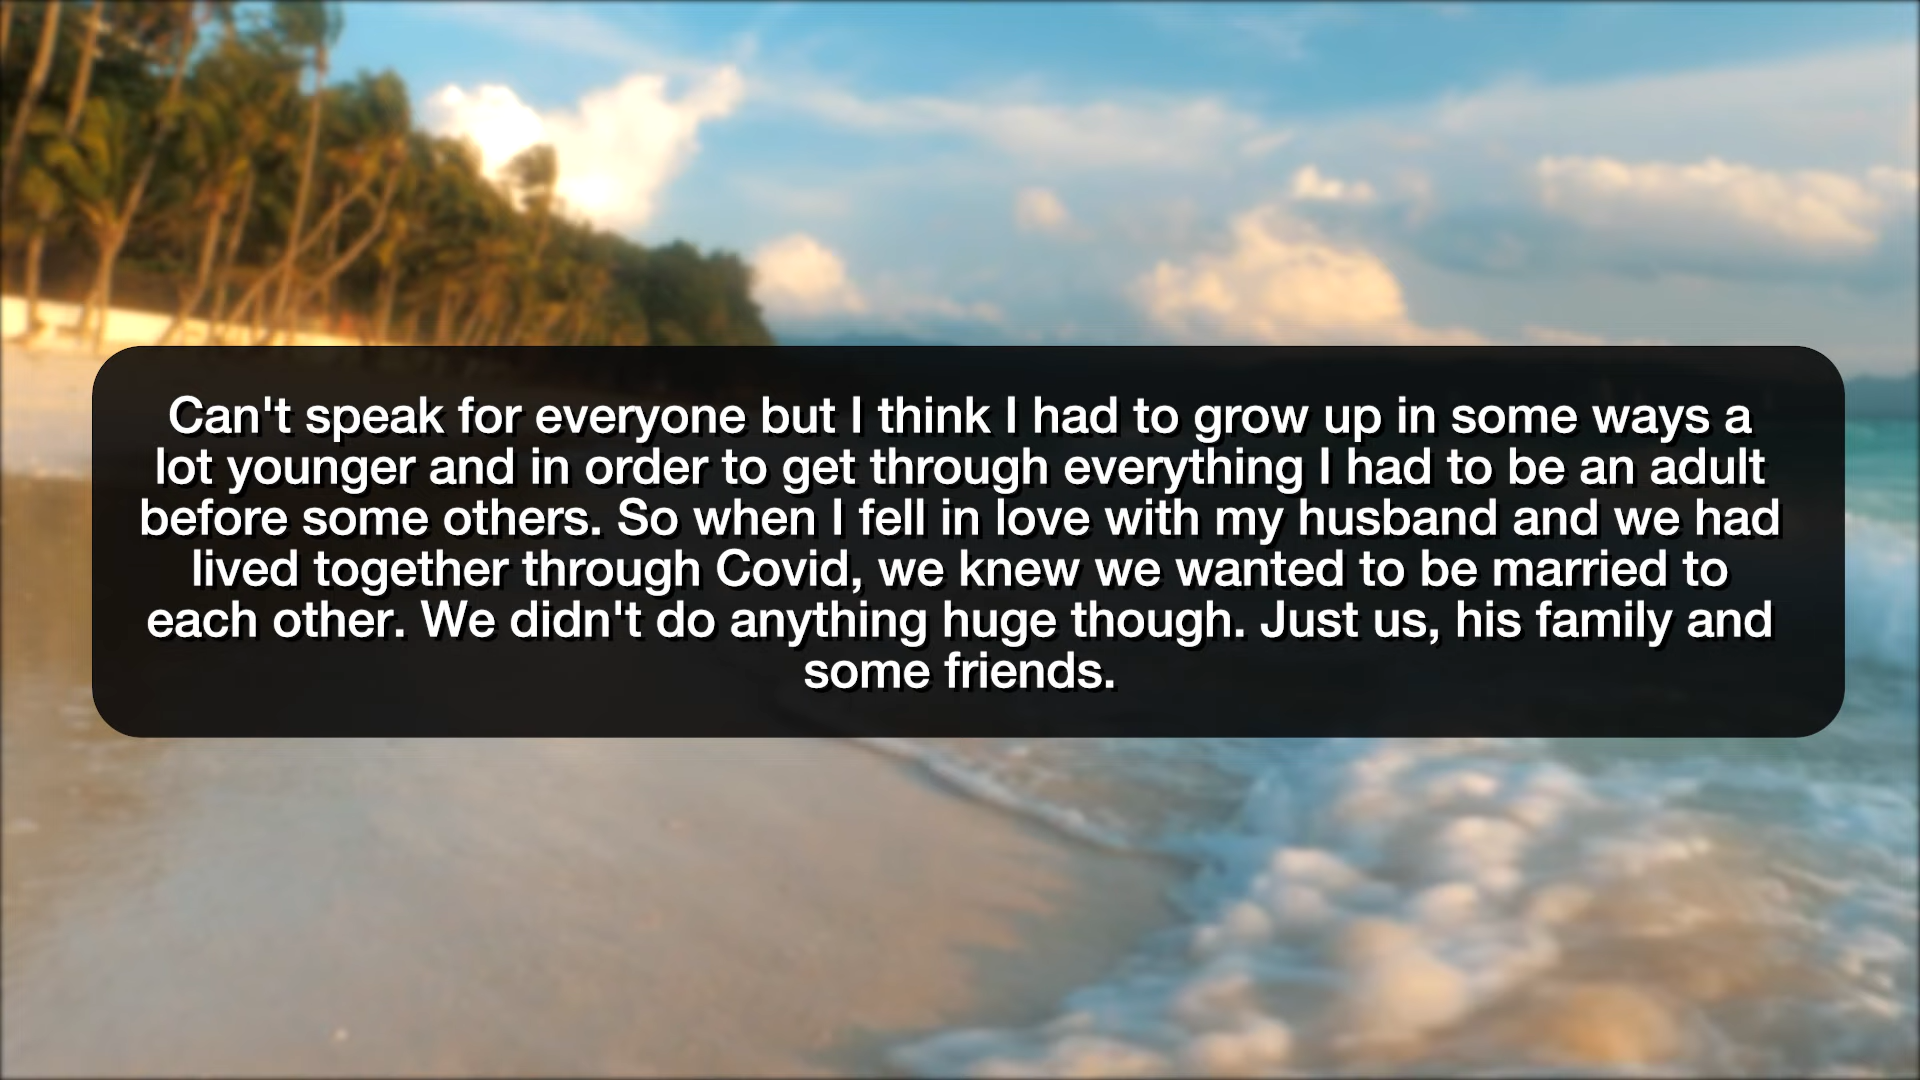 Can't speak for everyone but I think I had to grow up in some ways a
lot younger and in order to get through everything I had to be an adult
before some others. So when I fell in love with my husband and we had
lived together through Covid, we knew we wanted to be married to
each other. We didn't do anything huge though. Just us, his family and
some friends.